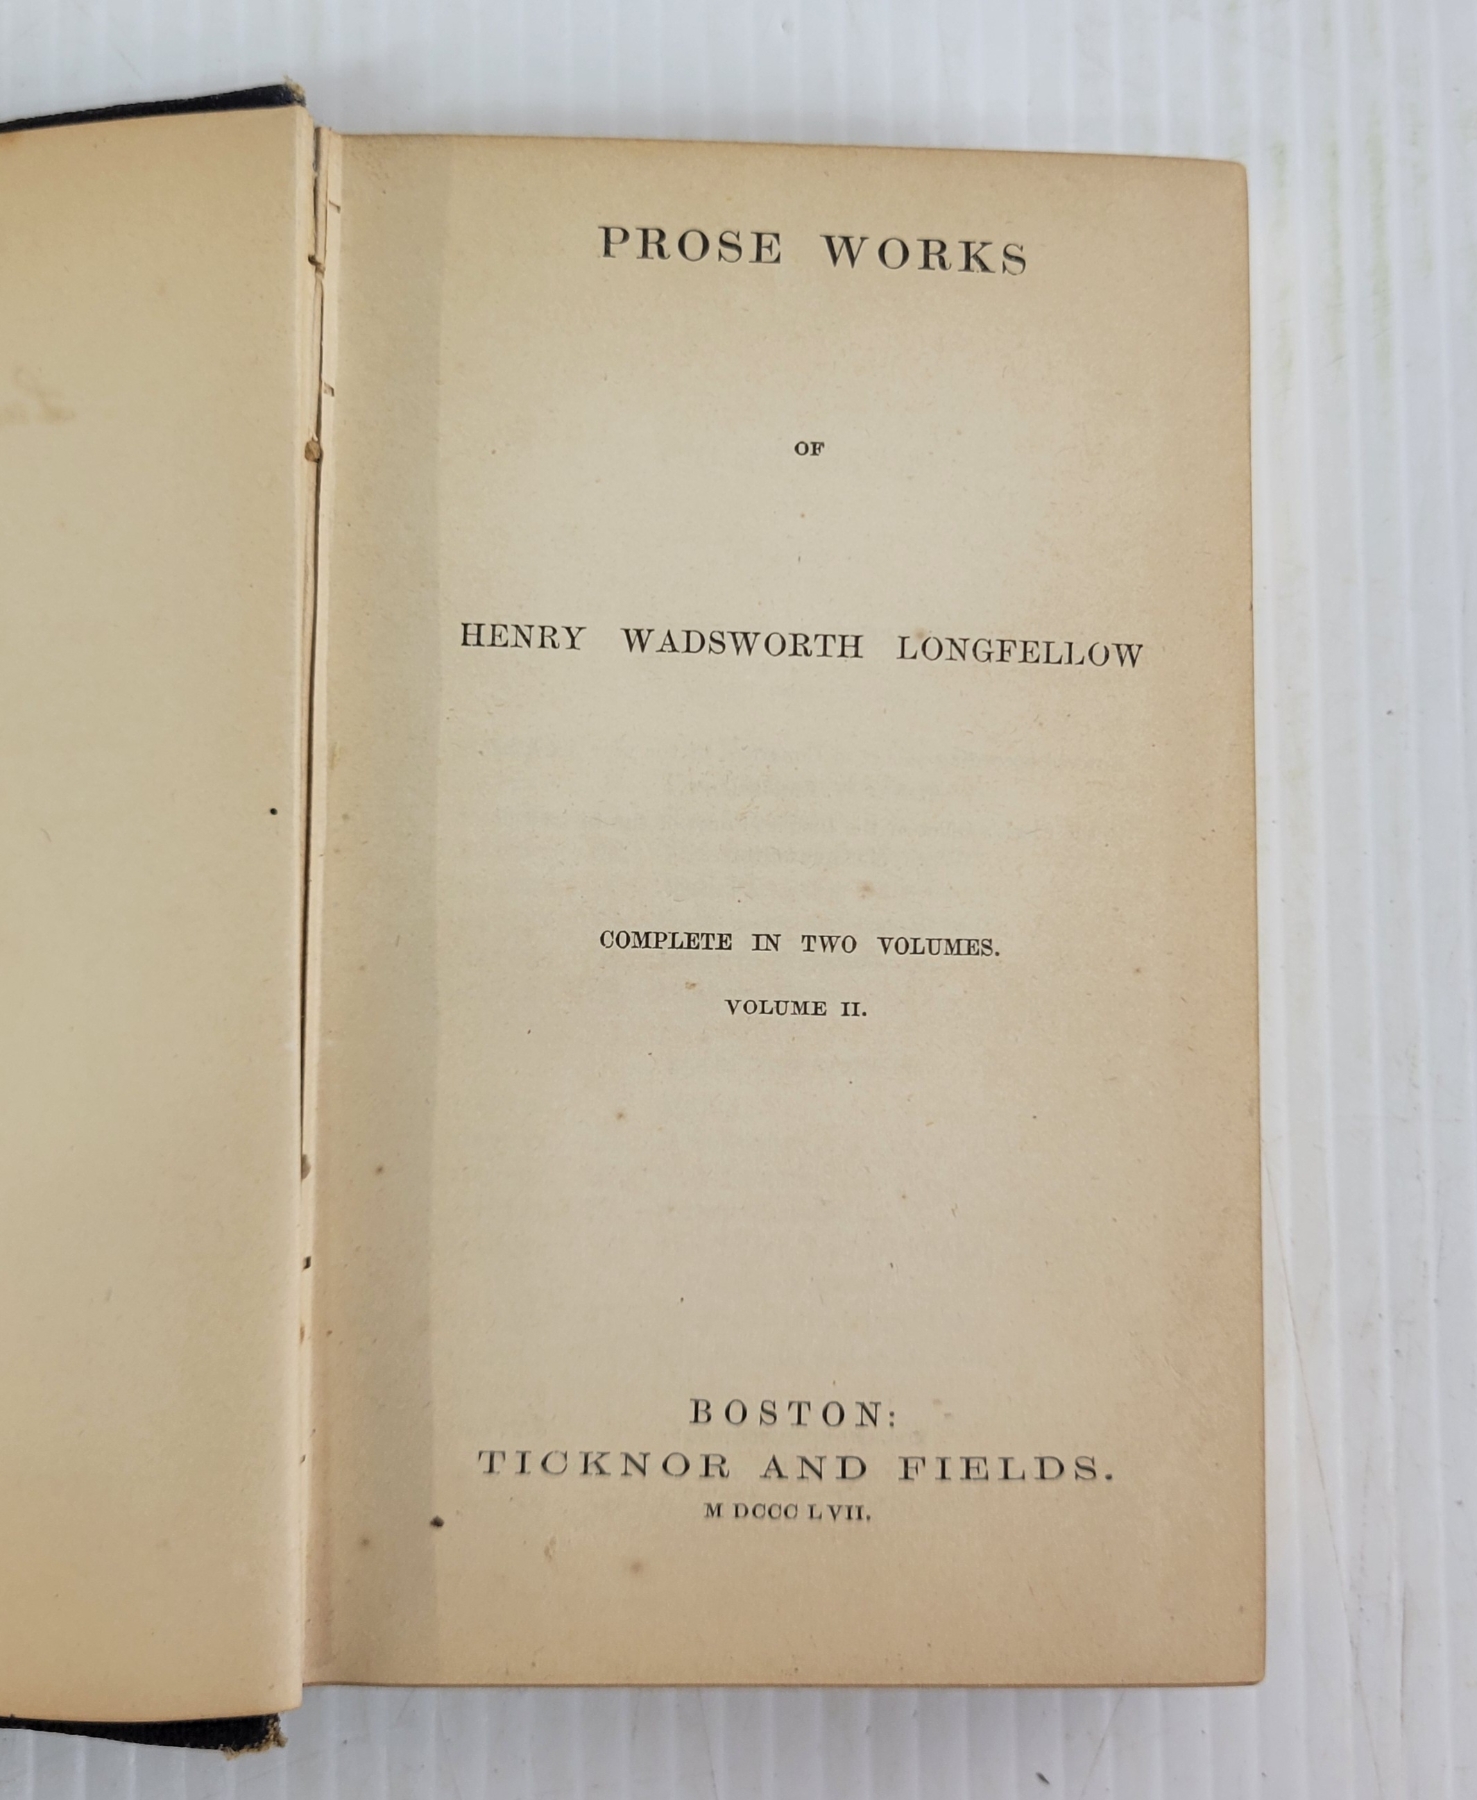 PROSE WORKS
OF
HENRY WADSWORTH LONGFELLOW
COMPLETE IN TWO VOLUMES.
VOLUME II.
BOSTON:
TICKNOR AND FIELDS.
M DCCC LVII.